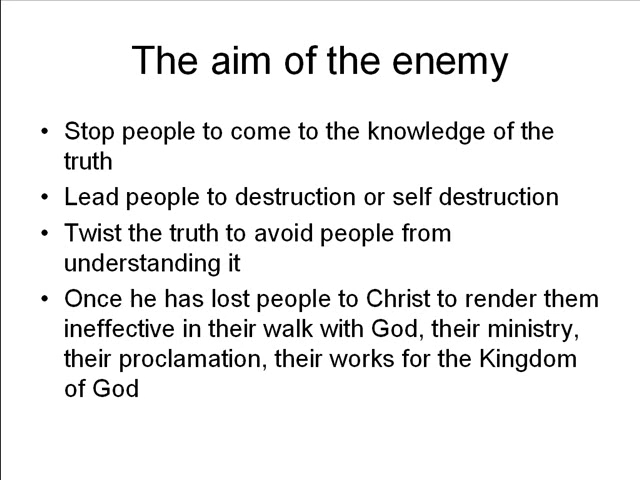 The aim of the enemy
• Stop people to come to the knowledge of the
truth
• Lead people to destruction or self destruction
• Twist the truth to avoid people from
understanding it
• Once he has lost people to Christ to render them
ineffective in their walk with God, their ministry,
their proclamation, their works for the Kingdom
of God